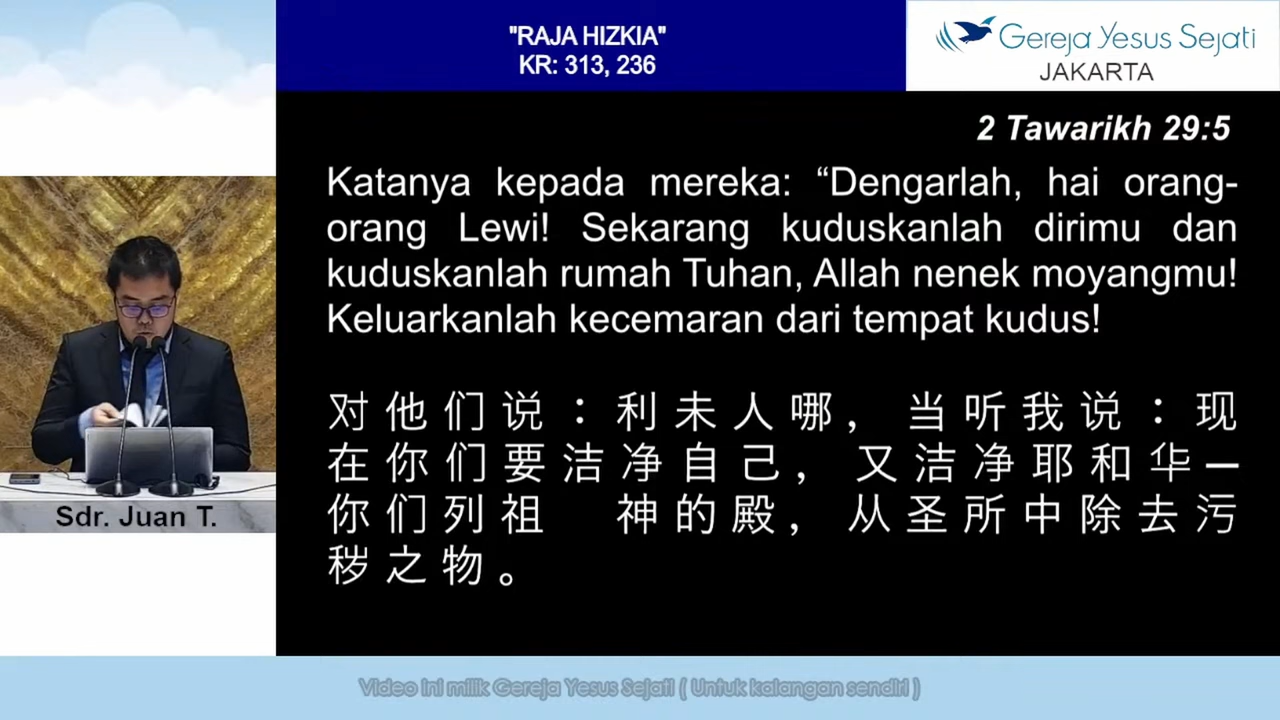 "RAJA HIZKIA"
KR: 313, 236
Gereja Yesus Sejati
JAKARTA
2 Tawarikh 29:5
Katanya kepada mereka: “Dengarlah, hai orang-
orang Lewi! Sekarang kuduskanlah dirimu dan
kuduskanlah rumah Tuhan, Allah nenek moyangmu!
Keluarkanlah kecemaran dari tempat kudus!
对他们说：利未人哪，当听我说：现
在你们要洁净自己，又洁净耶和华—
你们列祖　神的殿，从圣所中除去污
秽之物。
Sdr. Juan T.
Video ini milik Gereja Yesus Sejati ( Untuk kalangan sendiri )